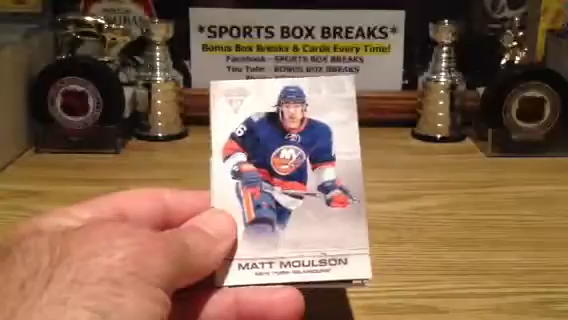 *SPORTS BOX BREAKS*
Bonus Box Breaks & Cards Every Time!
Facebook - SPORTS BOX BREAKS
You Tube - BONUS BOX BREAKS
MATT MOULSON
NEW YORK ISLANDERS